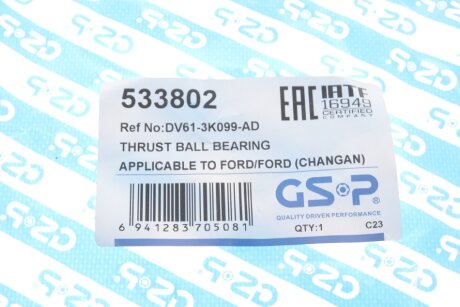 533802
EAC
IATF
16949
CERTIFIED
COMPANY
Ref No:DV61-3K099-AD
THRUST BALL BEARING
APPLICABLE TO FORD/FORD (CHANGAN)
GSP
QUALITY DRIVEN PERFORMANCE
6 941283 705081
QTY:1
C23